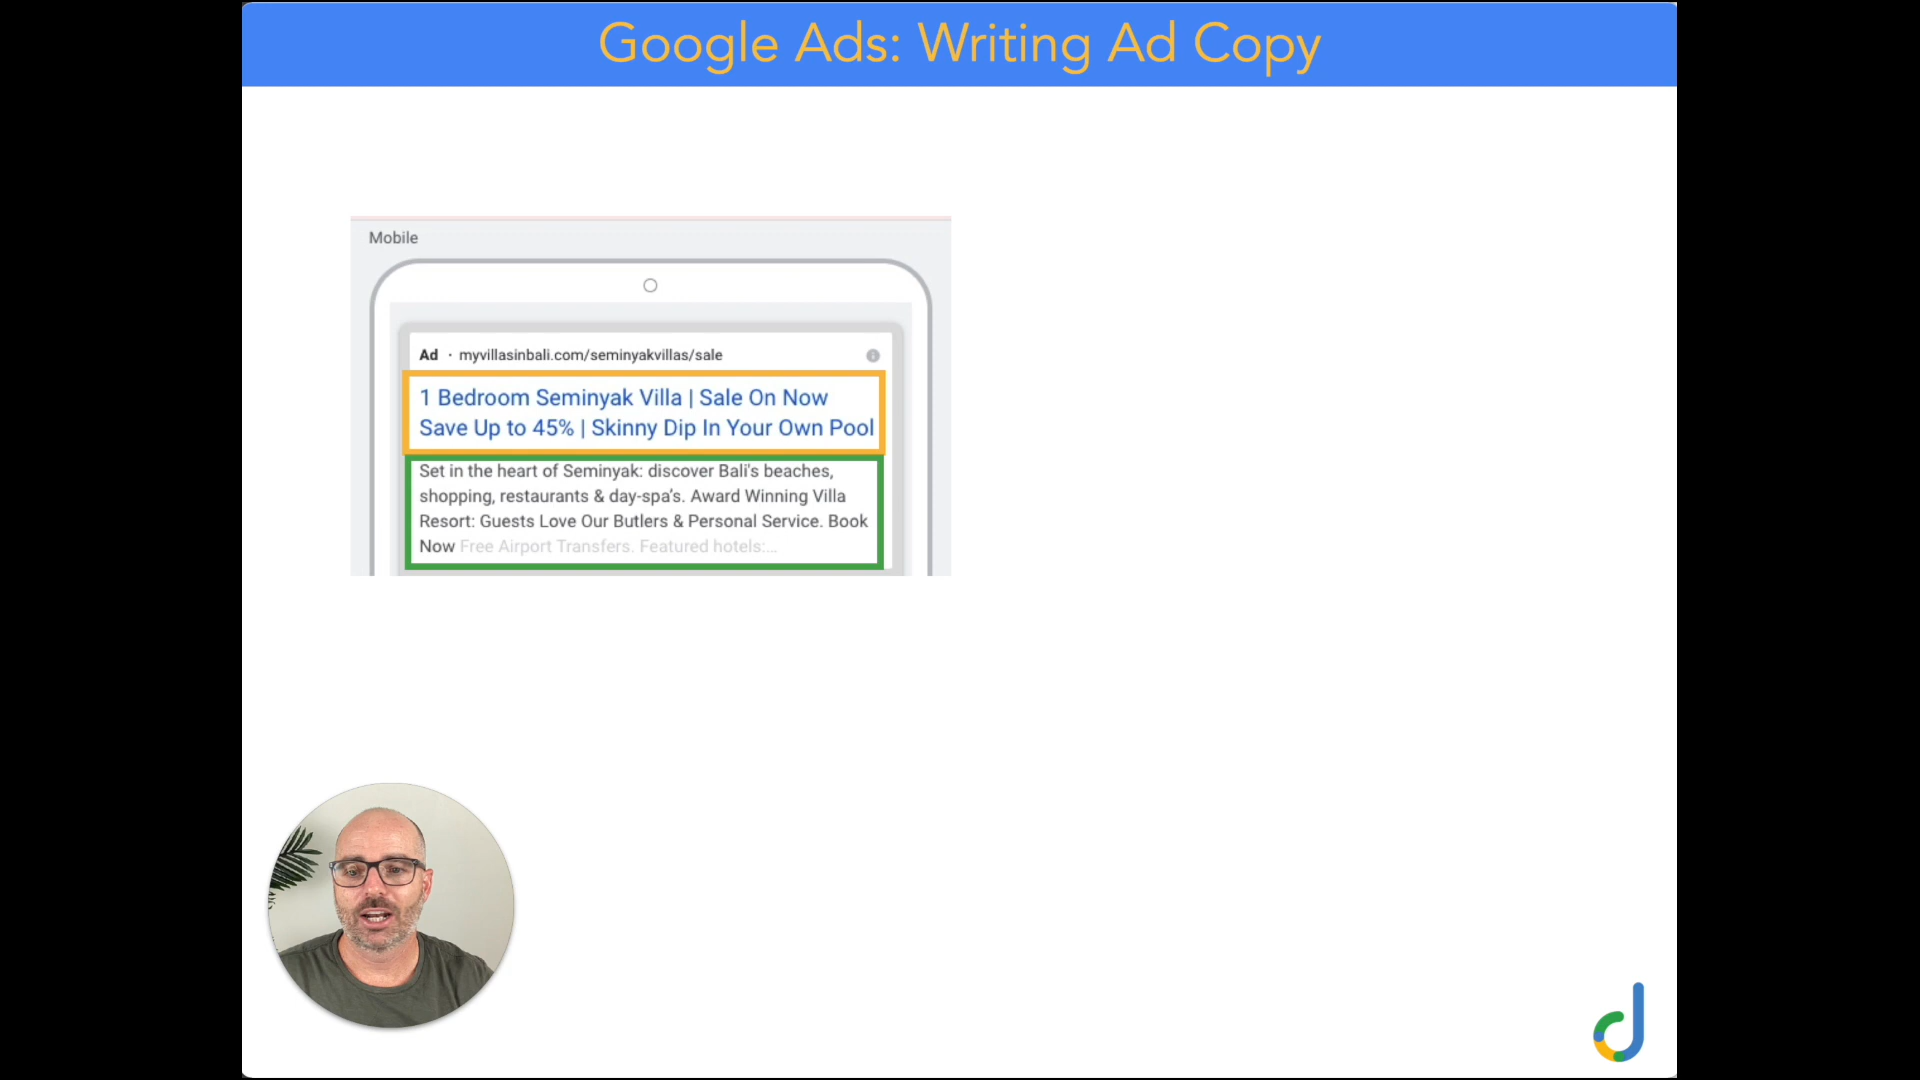 Google Ads: Writing Ad Copy
Mobile
Ad · myvillasinbali.com/seminyakvillas/sale
1 Bedroom Seminyak Villa | Sale On Now
Save Up to 45% | Skinny Dip In Your Own Pool
Set in the heart of Seminyak: discover Bali's beaches,
shopping, restaurants & day-spa’s. Award Winning Villa
Resort: Guests Love Our Butlers & Personal Service. Book
Now Free Airport Transfers. Featured hotels:...